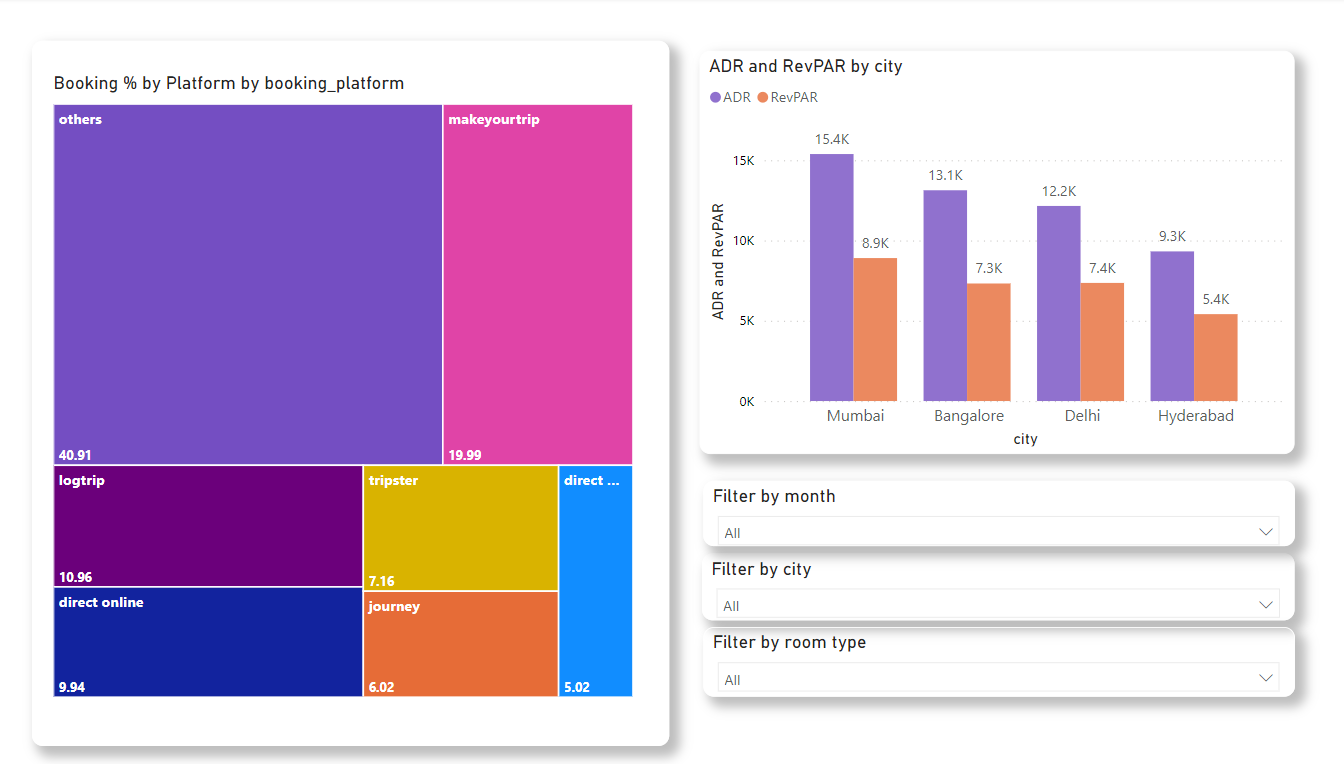 Booking % by Platform by booking_platform
others
40.91
makeyourtrip
19.99
logtrip
10.96
direct online
9.94
tripster
7.16
journey
6.02
direct ...
5.02
ADR and RevPAR by city
ADR RevPAR
ADR and RevPAR
15K
10K
5K
0K
15.4K
8.9K
13.1K
7.3K
12.2K
7.4K
9.3K
5.4K
Mumbai Bangalore Delhi Hyderabad
city
Filter by month
All
Filter by city
All
Filter by room type
All